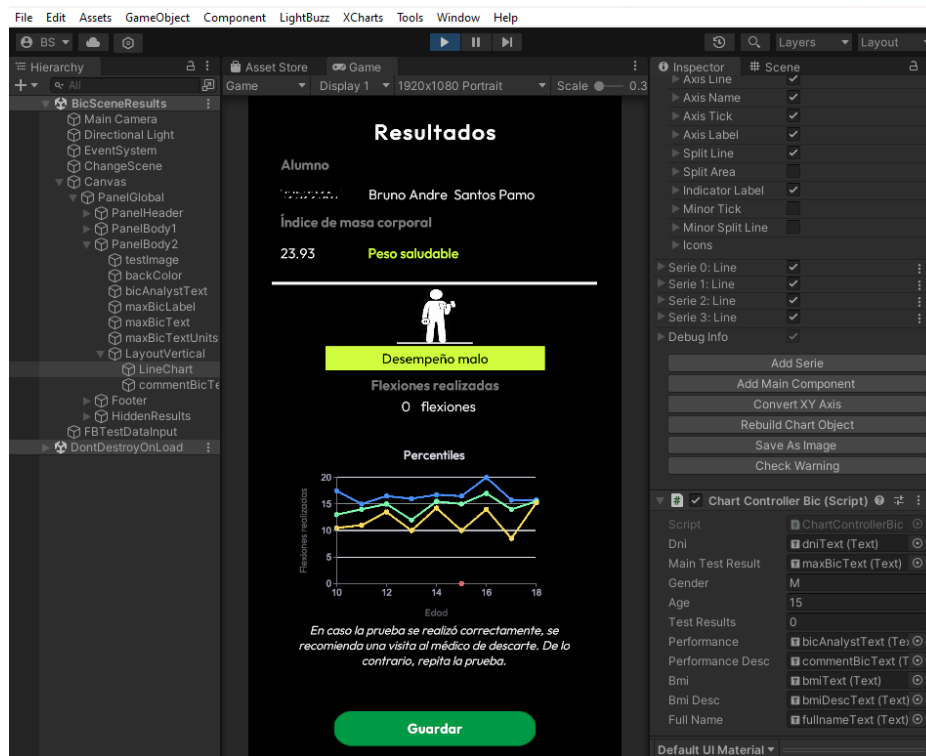 File Edit Assets GameObject Component LightBuzz XCharts Tools Window Help
BS Layers Layout
Hierarchy
All
BicSceneResults
Main Camera
Directional Light
EventSystem
ChangeScene
Canvas
PanelGlobal
PanelHeader
PanelBody1
PanelBody2
testImage
backColor
bicAnalystText
maxBicLabel
maxBicText
maxBicTextUnits
LayoutVertical
LineChart
commentBicTe
Footer
HiddenResults
FBTestDataInput
DontDestroyOnLoad
Asset Store Game
Game Display 1 1920x1080 Portrait Scale 0.3
Resultados
Alumno
Bruno Andre Santos Pamo
Índice de masa corporal
23.93 Peso saludable
Desempeño malo
Flexiones realizadas
0 flexiones
Percentiles
Flexiones realizadas
20
15
10
5
0
10 12 14 16 18
Edad
En caso la prueba se realizó correctamente, se
recomienda una visita al médico de descarte. De lo
contrario, repita la prueba.
Guardar
Inspector Scene
Axis Line
Axis Name
Axis Tick
Axis Label
Split Line
Split Area
Indicator Label
Minor Tick
Minor Split Line
Icons
Serie 0: Line
Serie 1: Line
Serie 2: Line
Serie 3: Line
Debug Info
Add Serie
Add Main Component
Convert XY Axis
Rebuild Chart Object
Save As Image
Check Warning
Chart Controller Bic (Script)
Script ChartControllerBic
Dni dniText (Text)
Main Test Result maxBicText (Text)
Gender M
Age 15
Test Results 0
Performance bicAnalystText (Te
Performance Desc commentBicText (T
Bmi bmiText (Text)
Bmi Desc bmiDescText (Text)
Full Name fullnameText (Text)
Default UI Material